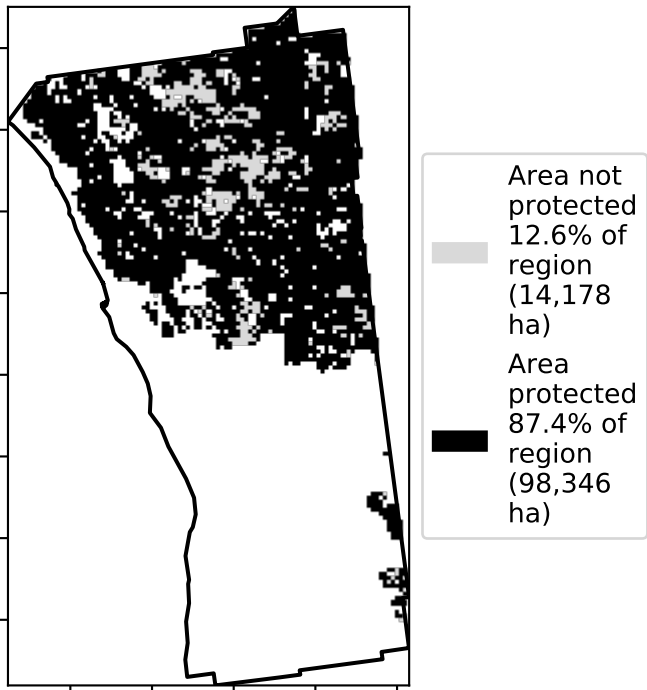 Area not
protected
12.6% of
region
(14,178
ha)
Area
protected
87.4% of
region
(98,346
ha)